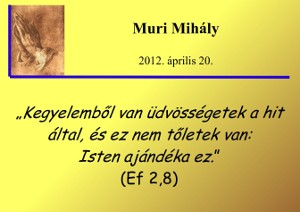 Muri Mihály
2012. április 20.
„Kegyelemből van üdvösségetek a hit
által, és ez nem tőletek van:
Isten ajándéka ez."
(Ef 2,8)